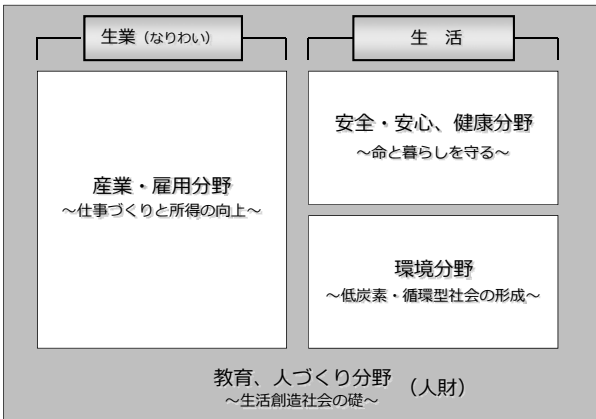 生業（なりわい）
生　活
産業・雇用分野
～仕事づくりと所得の向上～
安全・安心、健康分野
～命と暮らしを守る～
環境分野
～低炭素・循環型社会の形成～
教育、人づくり分野
～生活創造社会の礎～
（人財）